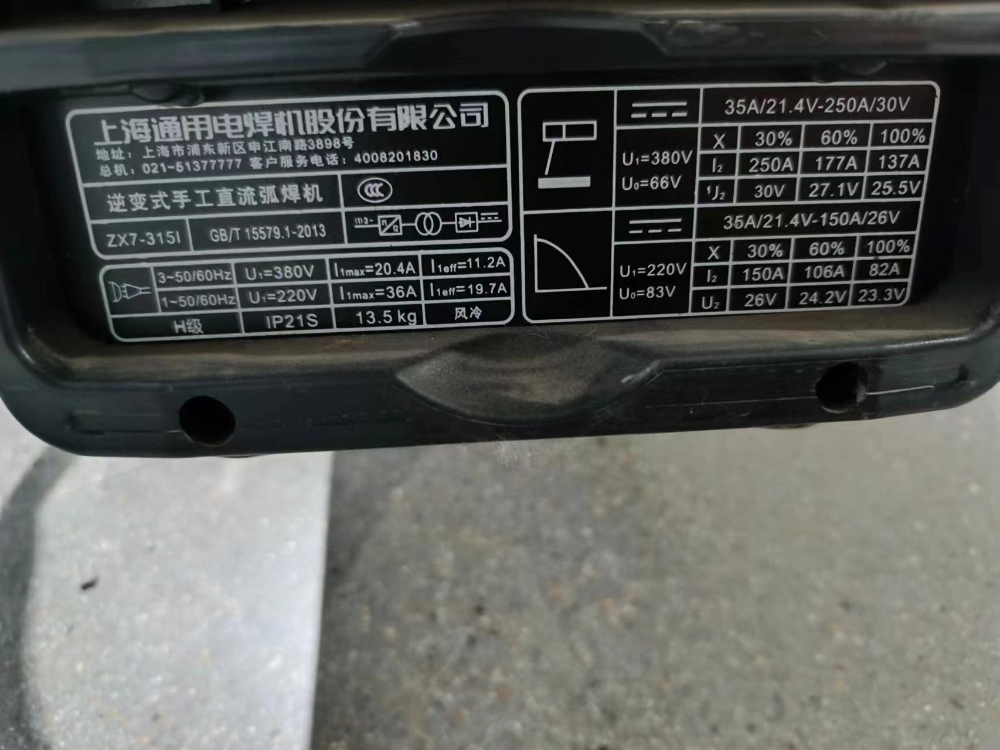 上海通用电焊机股份有限公司
地址：上海市浦东新区申江南路3898号
总机：021-51377777 客户服务电话：4008201830
逆变式手工直流弧焊机 CCC
ZX7-315I GB/T 15579.1-2013 (1)3~ f1 f2
3~50/60Hz U₁=380V I₁max=20.4A I₁eff=11.2A
1~50/60Hz U₁=220V I₁max=36A I₁eff=19.7A
H级 IP21S 13.5kg 风冷
35A/21.4V-250A/30V
X 30% 60% 100%
U₁=380V
U₀=66V
I₂ 250A 177A 137A
U₂ 30V 27.1V 25.5V
35A/21.4V-150A/26V
X 30% 60% 100%
U₁=220V
U₀=83V
I₂ 150A 106A 82A
U₂ 26V 24.2V 23.3V